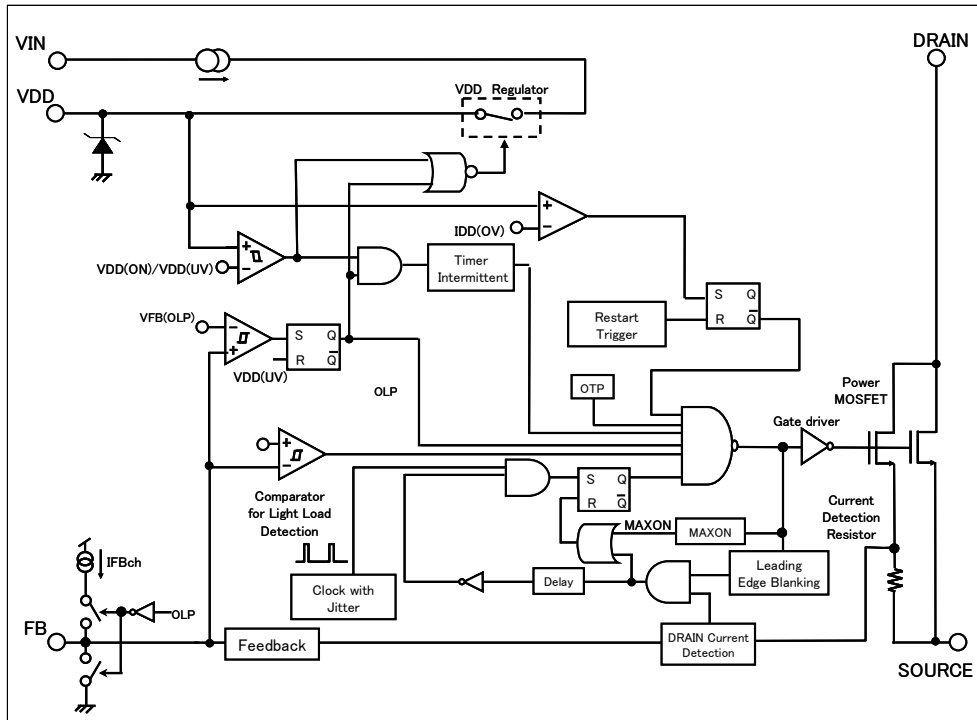 VIN
DRAIN
VDD
VDD Regulator
+
−
IDD(OV)
+
−
VDD(ON)/VDD(UV)
Timer
Intermittent
S Q
R Q̅
Restart
Trigger
VFB(OLP)
−
+
S Q
R Q̅
VDD(UV)
OLP
OTP
Power
MOSFET
Gate driver
+
−
Comparator
for Light Load
Detection
S Q
R Q̅
MAXON
MAXON
Current
Detection
Resistor
IFBch
Clock with
Jitter
Delay
Leading
Edge Blanking
OLP
FB
Feedback
DRAIN Current
Detection
SOURCE